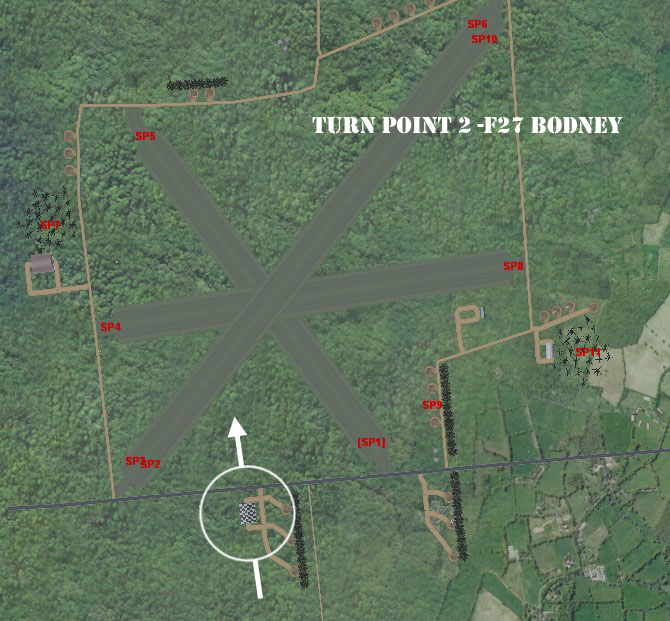 SP6
SP10
TURN POINT 2 -F27 BODNEY
SP5
SP7
SP8
SP4
SP11
SP9
[SP1]
SP3
SP2